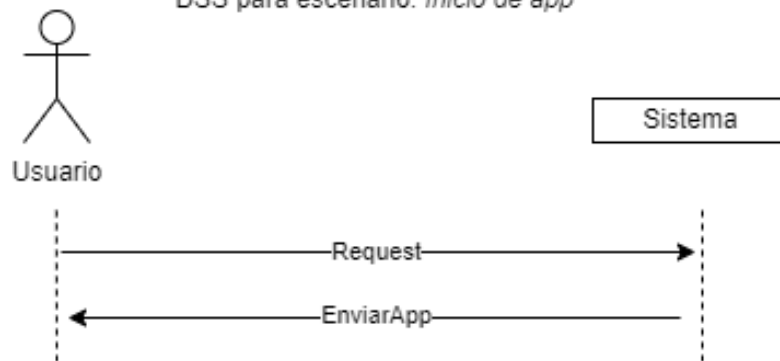 DSS para escenario: Inicio de app
Sistema
Usuario
Request
EnviarApp